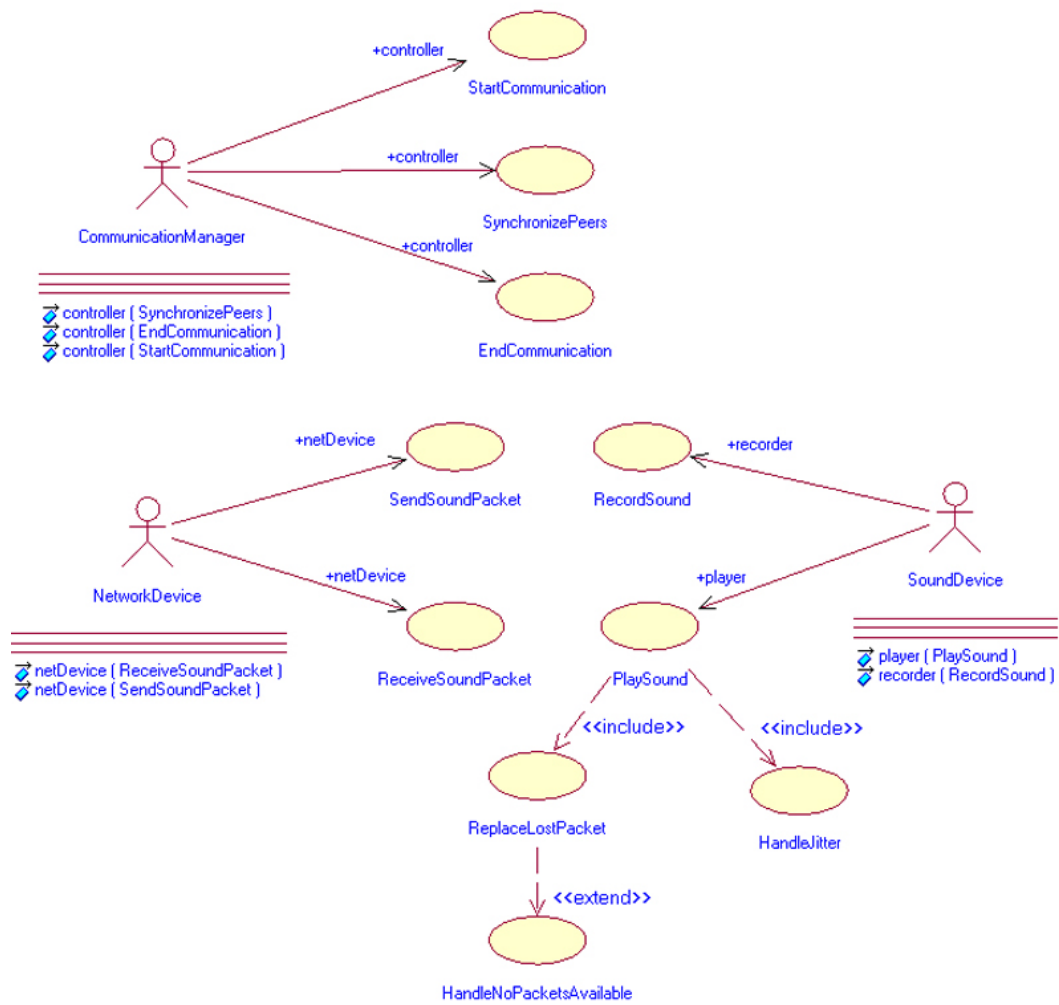 +controller
StartCommunication
+controller
SynchronizePeers
CommunicationManager
+controller
controller ( SynchronizePeers )
controller ( EndCommunication )
controller ( StartCommunication )
EndCommunication
+netDevice
+recorder
SendSoundPacket
RecordSound
+netDevice
+player
NetworkDevice
SoundDevice
netDevice ( ReceiveSoundPacket )
netDevice ( SendSoundPacket )
ReceiveSoundPacket
PlaySound
player ( PlaySound )
recorder ( RecordSound )
<<include>>
<<include>>
ReplaceLostPacket
HandleJitter
<<extend>>
HandleNoPacketsAvailable